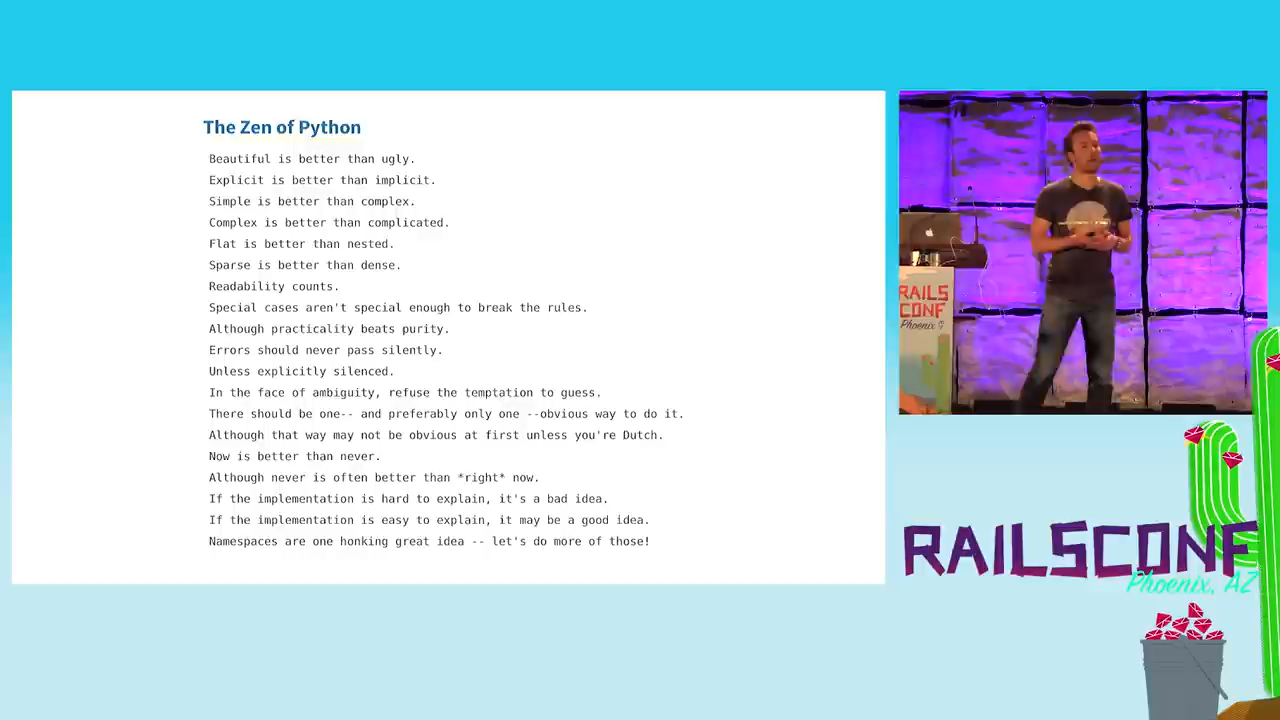 The Zen of Python
Beautiful is better than ugly.
Explicit is better than implicit.
Simple is better than complex.
Complex is better than complicated.
Flat is better than nested.
Sparse is better than dense.
Readability counts.
Special cases aren't special enough to break the rules.
Although practicality beats purity.
Errors should never pass silently.
Unless explicitly silenced.
In the face of ambiguity, refuse the temptation to guess.
There should be one-- and preferably only one --obvious way to do it.
Although that way may not be obvious at first unless you're Dutch.
Now is better than never.
Although never is often better than *right* now.
If the implementation is hard to explain, it's a bad idea.
If the implementation is easy to explain, it may be a good idea.
Namespaces are one honking great idea -- let's do more of those!
RAILS
CONF
Phoenix
RAILSCONF
Phoenix, AZ